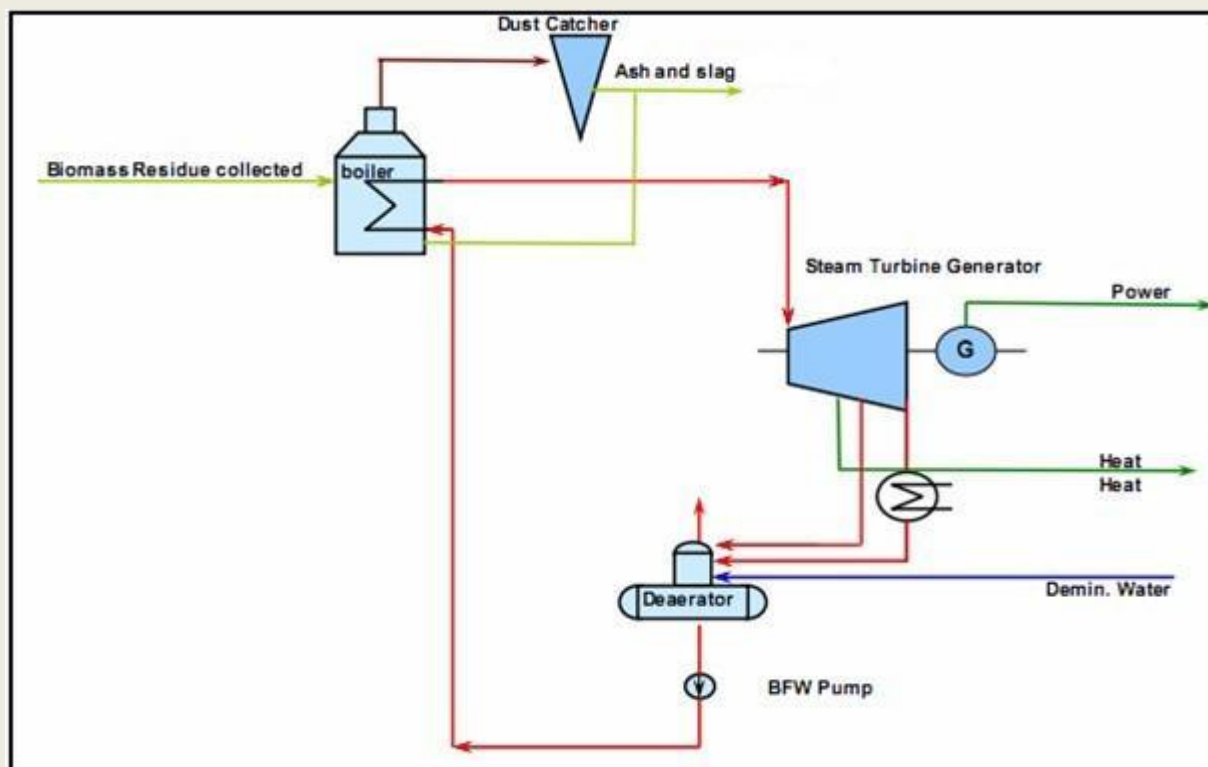 Dust Catcher
Ash and slag
Biomass Residue collected
boiler
Steam Turbine Generator
Power
G
Heat
Heat
Deaerator
Demin. Water
BFW Pump